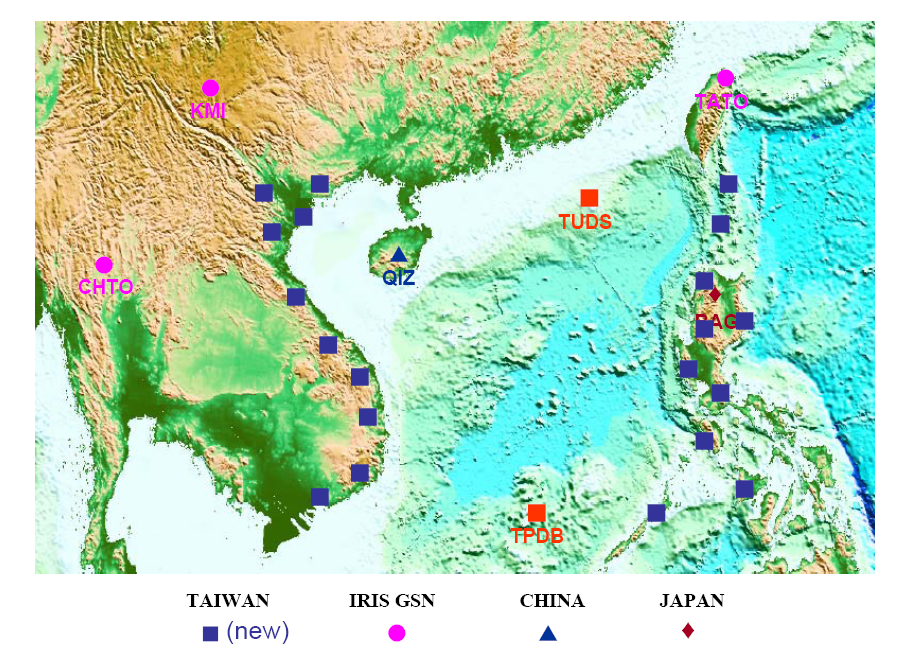 TATO
KMI
TUDS
QIZ
CHTO
TPDB
TAIWAN IRIS GSN CHINA JAPAN
(new)